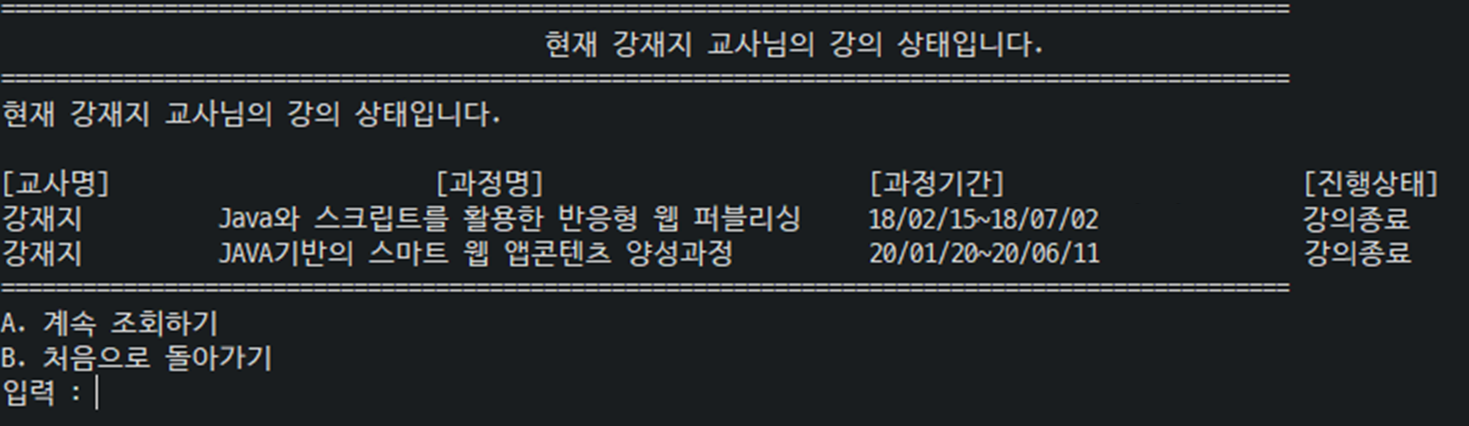 ================================================================================================
현재 강재지 교사님의 강의 상태입니다.
================================================================================================
현재 강재지 교사님의 강의 상태입니다.
[교사명] [과정명] [과정기간] [진행상태]
강재지 Java와 스크립트를 활용한 반응형 웹 퍼블리싱 18/02/15~18/07/02 강의종료
강재지 JAVA기반의 스마트 웹 앱콘텐츠 양성과정 20/01/20~20/06/11 강의종료
================================================================================================
A. 계속 조회하기
B. 처음으로 돌아가기
입력 :